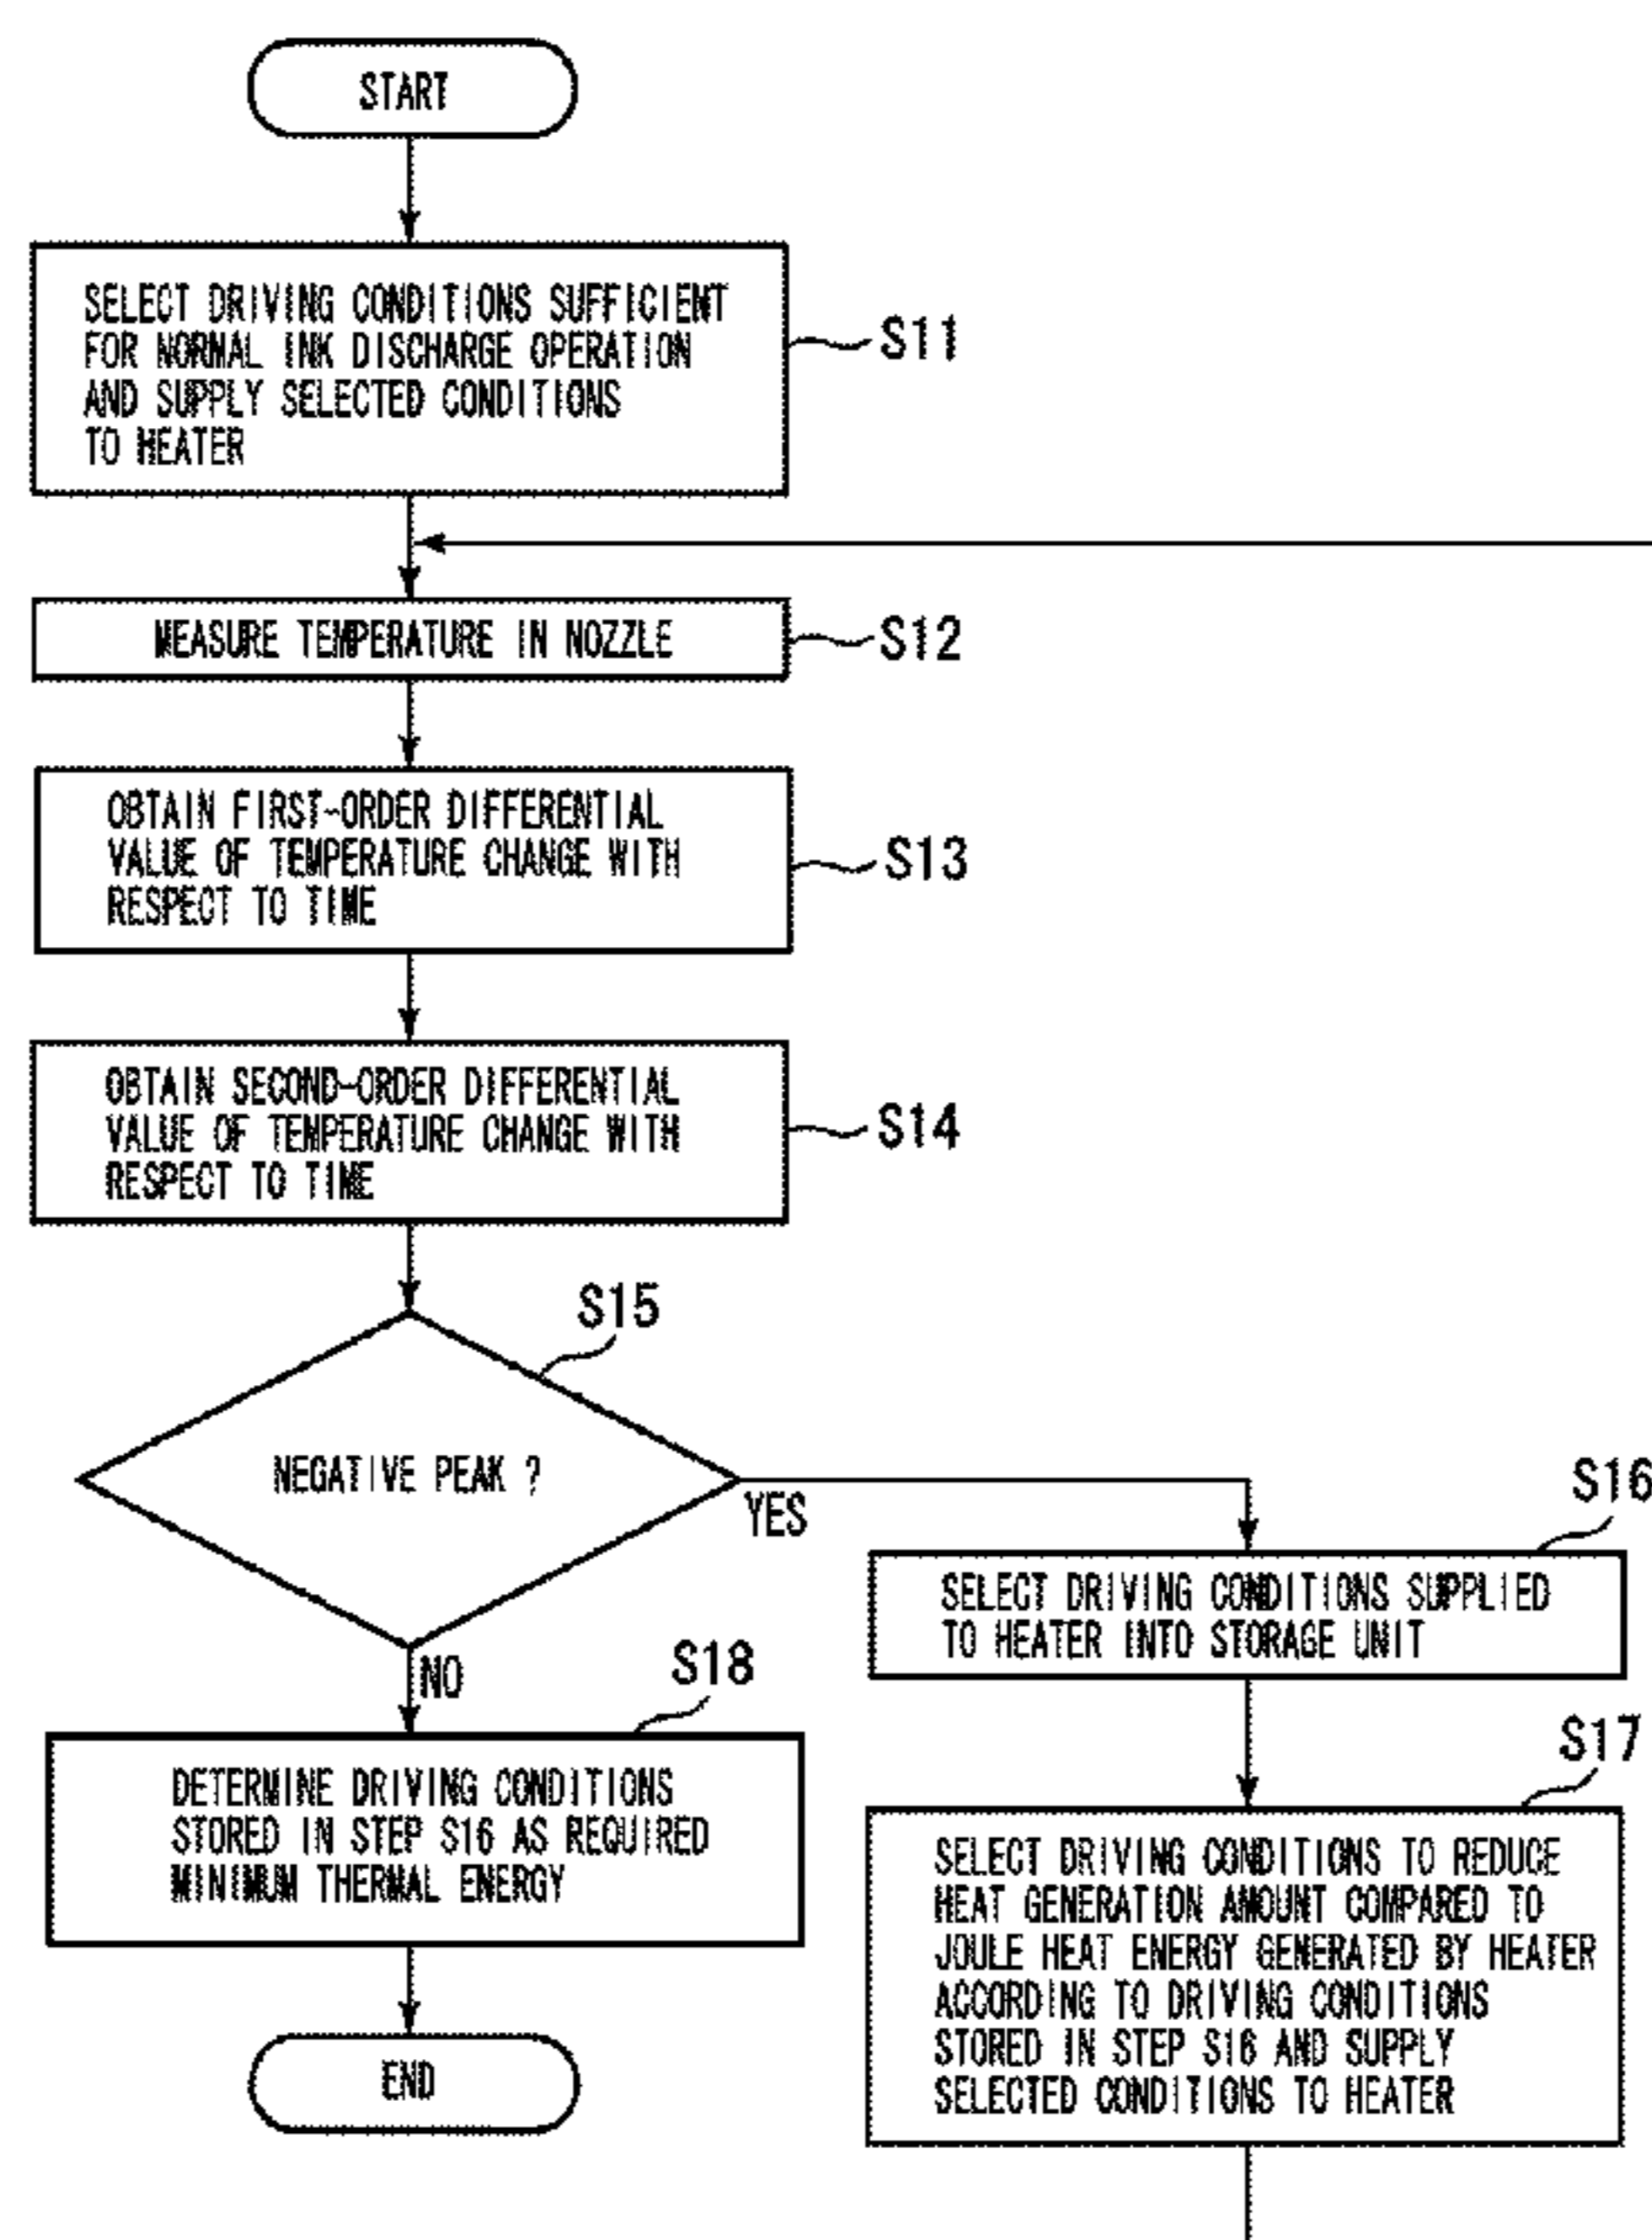 START
SELECT DRIVING CONDITIONS SUFFICIENT
FOR NORMAL INK DISCHARGE OPERATION
AND SUPPLY SELECTED CONDITIONS
TO HEATER
S11
MEASURE TEMPERATURE IN NOZZLE
S12
OBTAIN FIRST-ORDER DIFFERENTIAL
VALUE OF TEMPERATURE CHANGE WITH
RESPECT TO TIME
S13
OBTAIN SECOND-ORDER DIFFERENTIAL
VALUE OF TEMPERATURE CHANGE WITH
RESPECT TO TIME
S14
S15
NEGATIVE PEAK ?
YES
NO
S16
SELECT DRIVING CONDITIONS SUPPLIED
TO HEATER INTO STORAGE UNIT
S17
SELECT DRIVING CONDITIONS TO REDUCE
HEAT GENERATION AMOUNT COMPARED TO
JOULE HEAT ENERGY GENERATED BY HEATER
ACCORDING TO DRIVING CONDITIONS
STORED IN STEP S16 AND SUPPLY
SELECTED CONDITIONS TO HEATER
S18
DETERMINE DRIVING CONDITIONS
STORED IN STEP S16 AS REQUIRED
MINIMUM THERMAL ENERGY
END